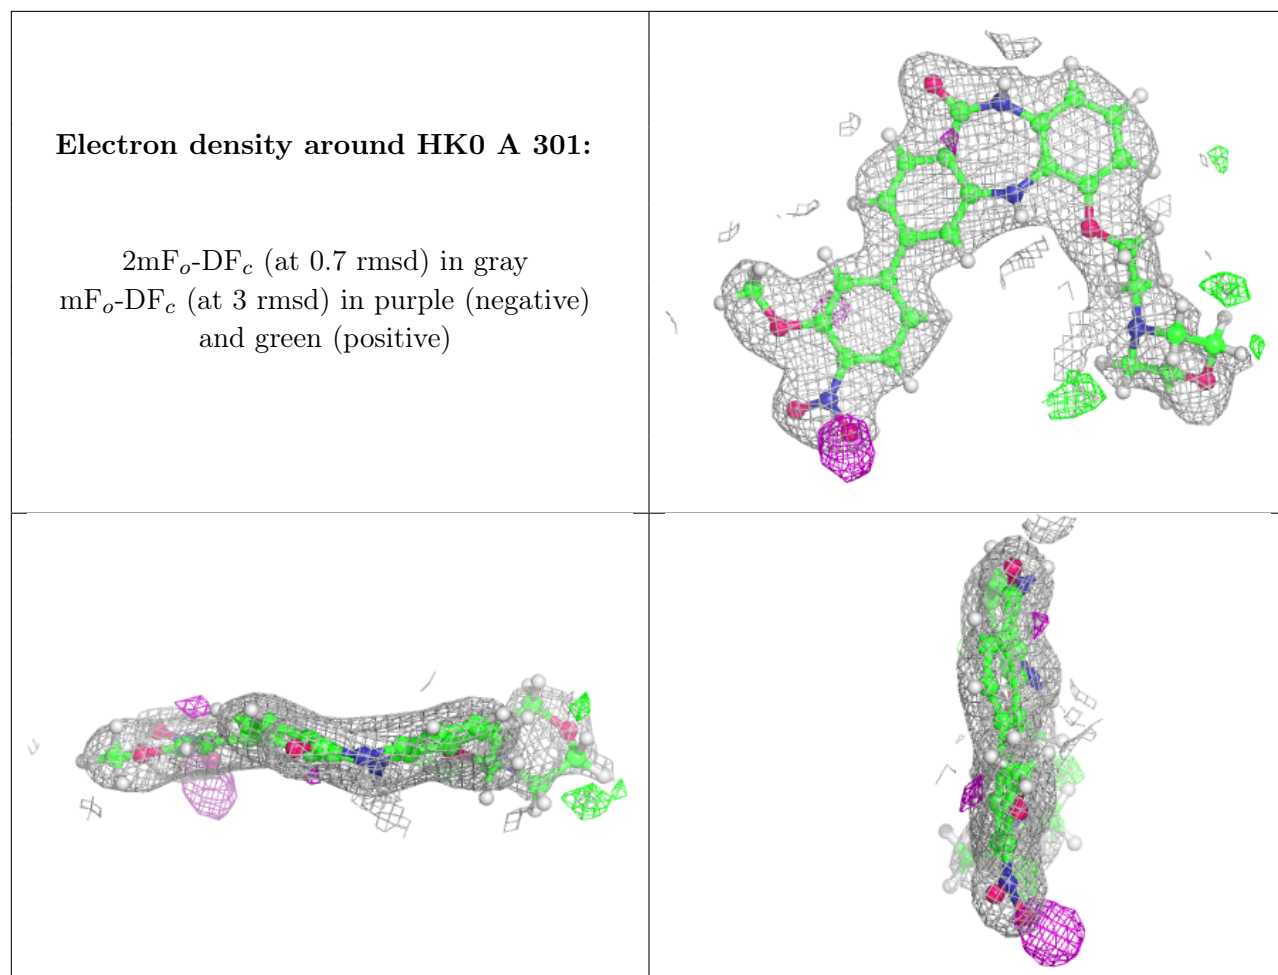 Electron density around HK0 A 301:
2mFo-DFc (at 0.7 rmsd) in gray
mFo-DFc (at 3 rmsd) in purple (negative)
and green (positive)